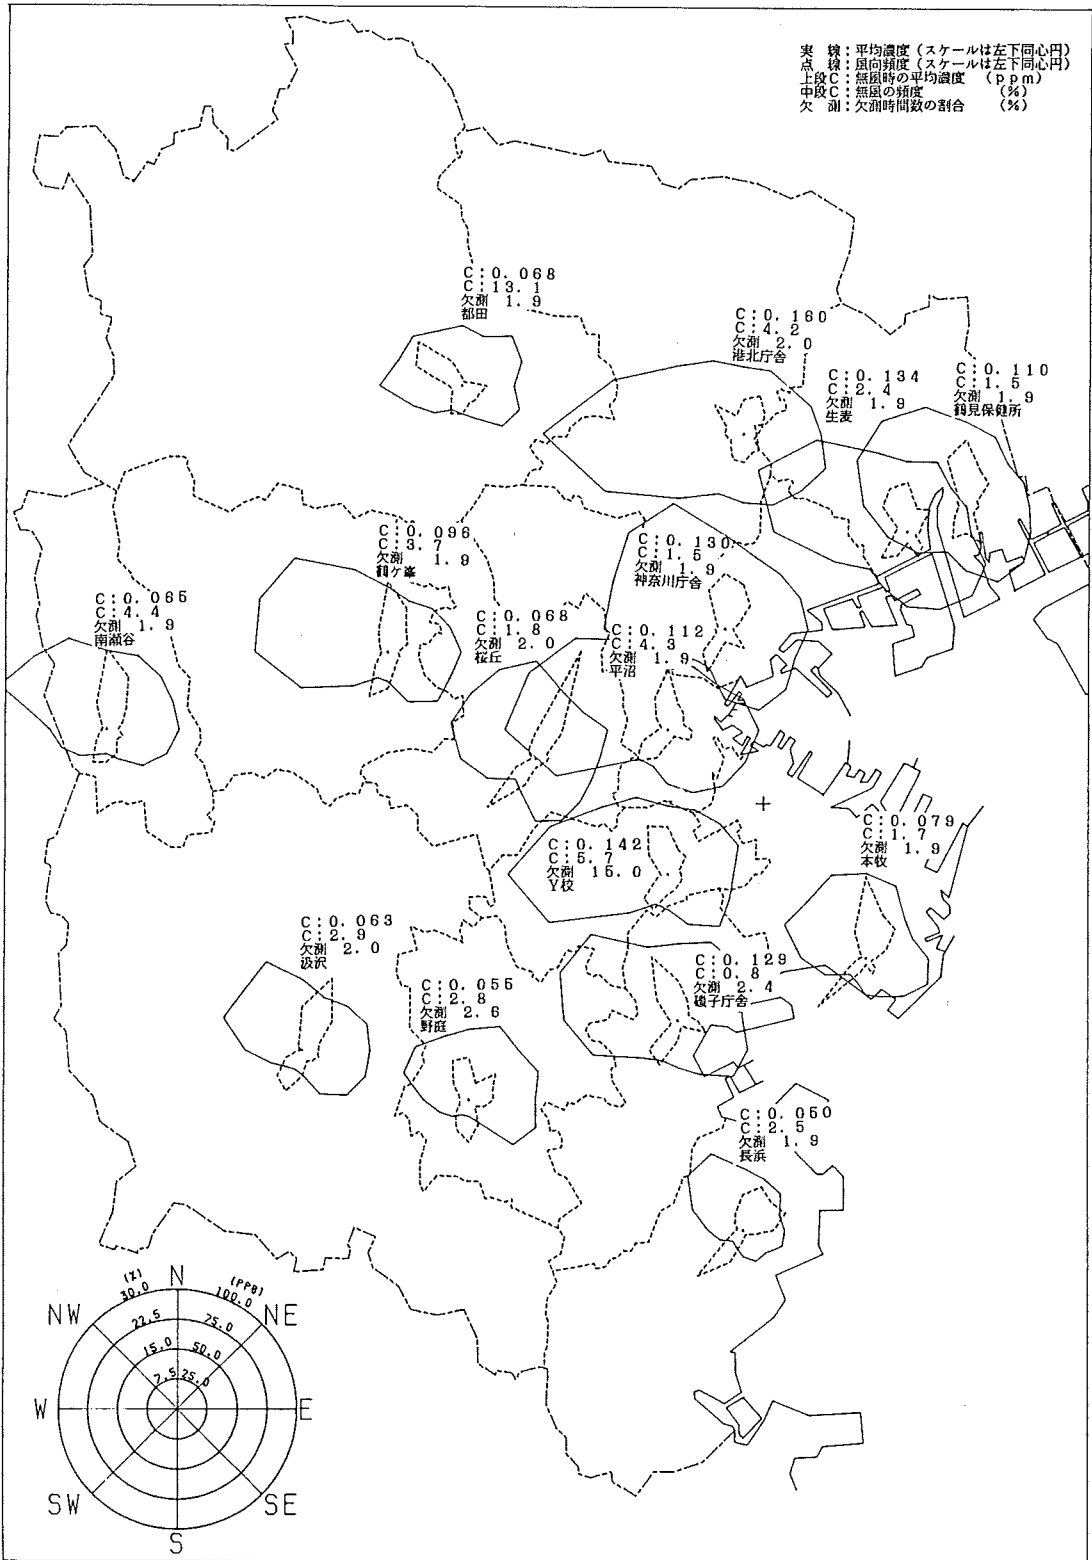 実 線：平均濃度（スケールは左下同心円）
点 線：風向頻度（スケールは左下同心円）
上段C：無風時の平均濃度 （ppm）
中段C：無風の頻度 （%）
欠 測：欠測時間数の割合 （%）
C：0.068
C：13.1
欠測 1.9
都田
C：0.160
C：4.2
欠測 2.0
港北庁舎
C：0.134
C：2.4
欠測 1.9
生麦
C：0.110
C：1.5
欠測 1.9
鶴見保健所
C：0.096
C：3.7
欠測 1.9
鶴ケ峯
C：0.130
C：1.5
欠測 1.9
神奈川庁舎
C：0.065
C：4.4
欠測 1.9
南瀬谷
C：0.068
C：1.8
欠測 2.0
桜丘
C：0.112
C：4.3
欠測 1.9
平沼
C：0.079
C：1.7
欠測 1.9
本牧
C：0.142
C：5.7
欠測 15.0
Y校
C：0.063
C：2.9
欠測 2.0
汲沢
C：0.055
C：2.8
欠測 2.6
野庭
C：0.129
C：0.8
欠測 2.4
磯子庁舎
C：0.050
C：2.5
欠測 1.9
長浜
(%) N (PPB)
30.0 100.0
NW NE
22.5 75.0
15.0 50.0
7.5 25.0
W E
SW SE
S